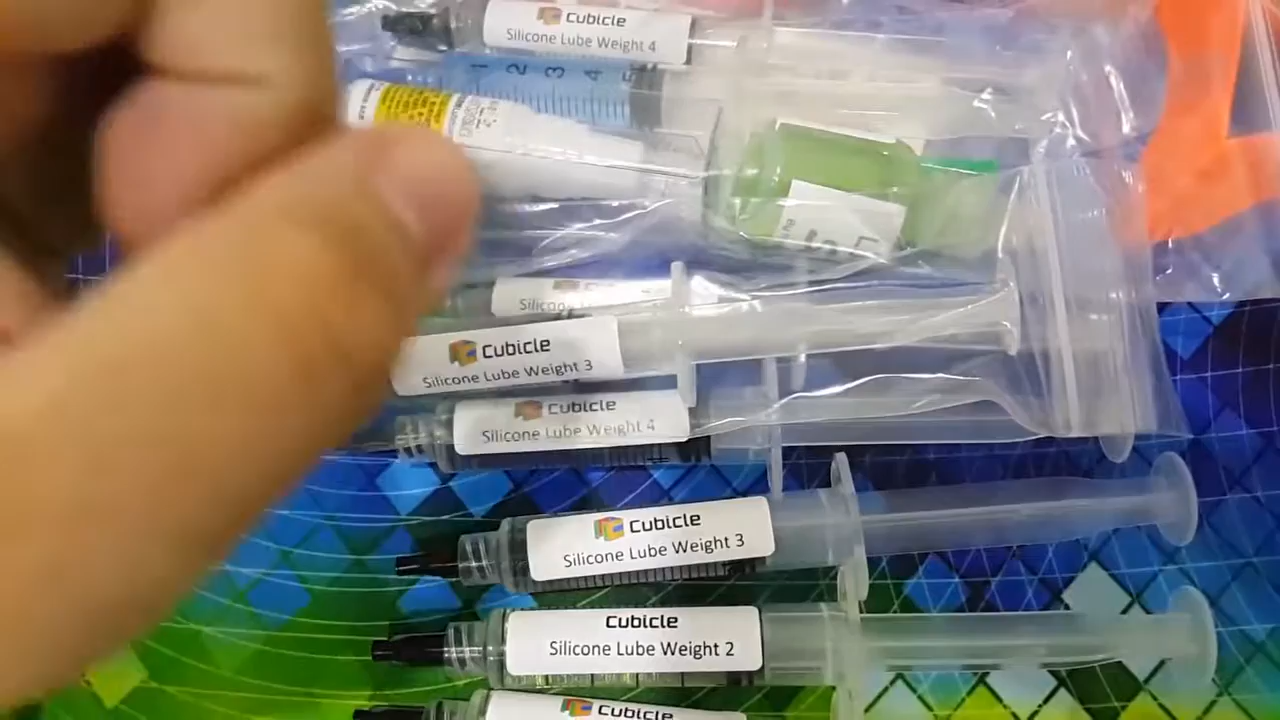 Cubicle
Silicone Lube Weight 4
1 2 3 4 5
Silicone
Cubicle
Silicone Lube Weight 3
Cubicle
Silicone Lube Weight 4
Cubicle
Silicone Lube Weight 3
Cubicle
Silicone Lube Weight 2
Cubicle